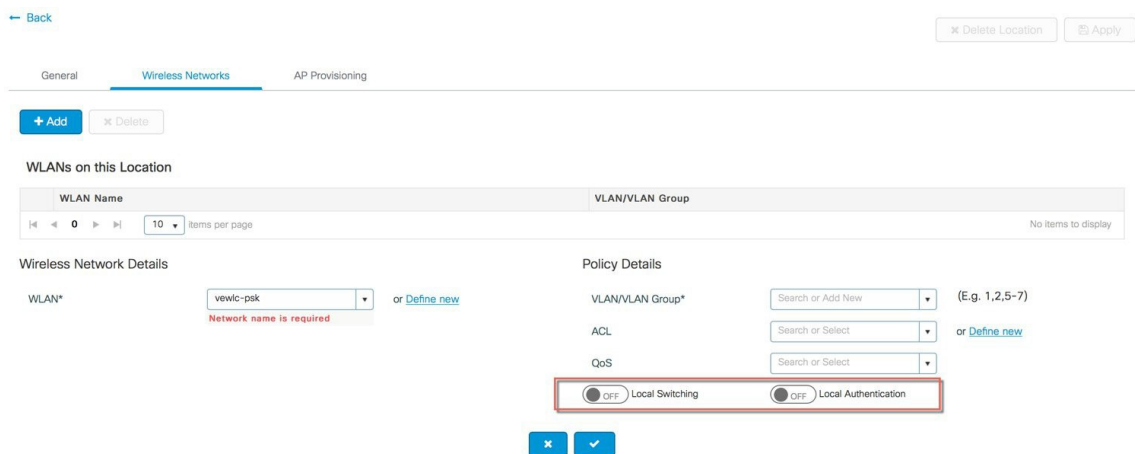 ← Back
Delete Location Apply
General Wireless Networks AP Provisioning
+ Add Delete
WLANs on this Location
WLAN Name VLAN/VLAN Group
0 10 items per page No items to display
Wireless Network Details Policy Details
WLAN* vewlc-psk or Define new VLAN/VLAN Group* Search or Add New (E.g. 1,2,5-7)
Network name is required
ACL Search or Select or Define new
QoS Search or Select
OFF Local Switching OFF Local Authentication